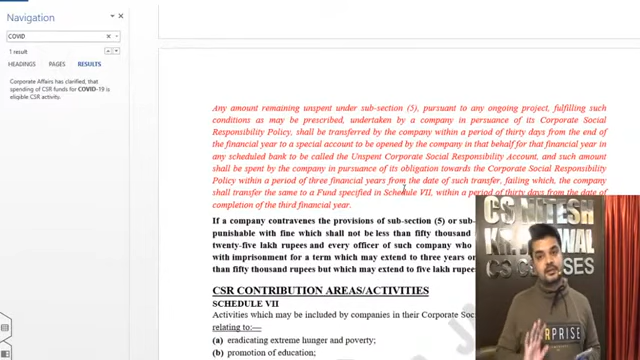 Navigation
COVID
1 result
HEADINGS PAGES RESULTS
Corporate Affairs has clarified, that
spending of CSR funds for COVID-19 is
eligible CSR activity.
Any amount remaining unspent under sub-section (5), pursuant to any ongoing project, fulfilling such
conditions as may be prescribed, undertaken by a company in persuance of its Corporate Social
Responsibility Policy, shall be transferred by the company within a period of thirty days from the end of
the financial year to a special account to be opened by the company in that behalf for that financial year in
any scheduled bank to be called the Unspent Corporate Social Responsibility Account, and such amount
shall be spent by the company in pursuance of its obligation towards the Corporate Social Responsibility
Policy within a period of three financial years from the date of such transfer, failing which, the company
shall transfer the same to a Fund specified in Schedule VII, within a period of thirty days from the date of
completion of the third financial year.
If a company contravenes the provisions of sub-section (5) or sub-
punishable with fine which shall not be less than fifty thousand
twenty-five lakh rupees and every officer of such company who
with imprisonment for a term which may extend to three years or
than fifty thousand rupees but which may extend to five lakh rupees
CSR CONTRIBUTION AREAS/ACTIVITIES
SCHEDULE VII
Activities which may be included by companies in their Corporate Soc
relating to:—
(a) eradicating extreme hunger and poverty;
(b) promotion of education;
CS
CS C SES
PRISE